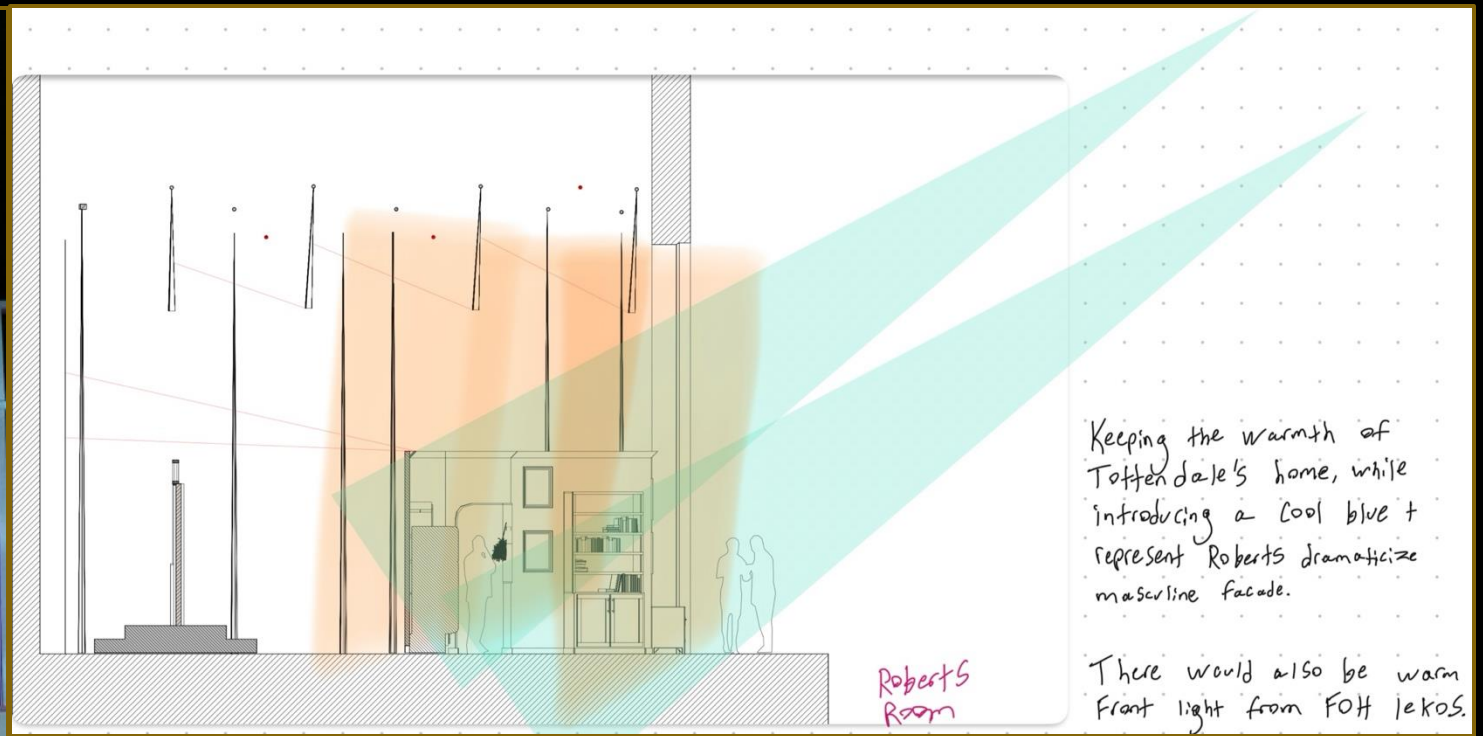 Keeping the warmth of
Tottendale's home, while
introducing a cool blue t
represent Roberts dramaticize
masculine facade.
There would also be warm
Front light from FOH lekos.
Roberts
Room